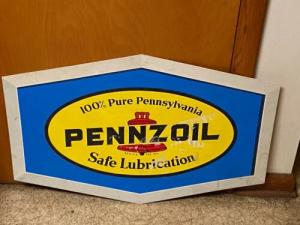 100% Pure Pennsylvania
PENNZOIL
Safe Lubrication